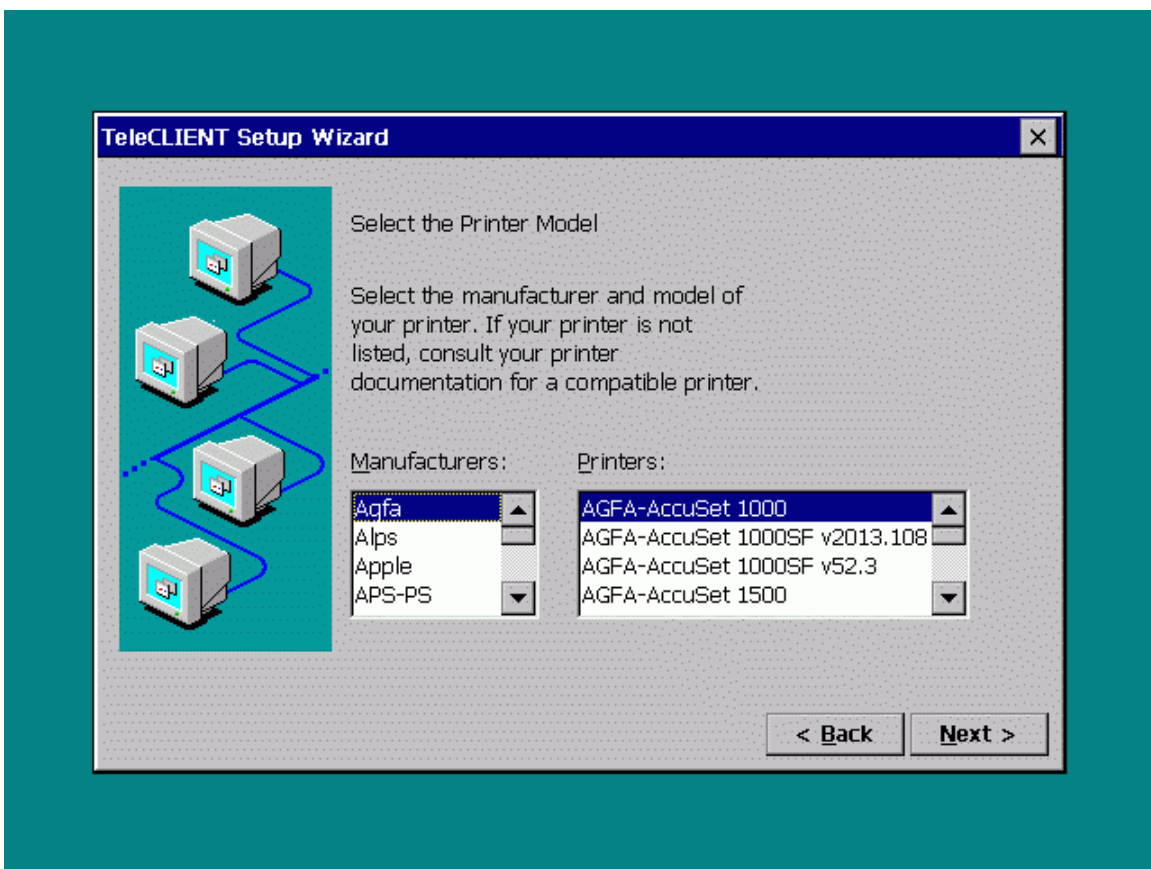 TeleCLIENT Setup Wizard
Select the Printer Model
Select the manufacturer and model of
your printer. If your printer is not
listed, consult your printer
documentation for a compatible printer.
Manufacturers:
Agfa
Alps
Apple
APS-PS
Printers:
AGFA-AccuSet 1000
AGFA-AccuSet 1000SF v2013.108
AGFA-AccuSet 1000SF v52.3
AGFA-AccuSet 1500
< Back
Next >